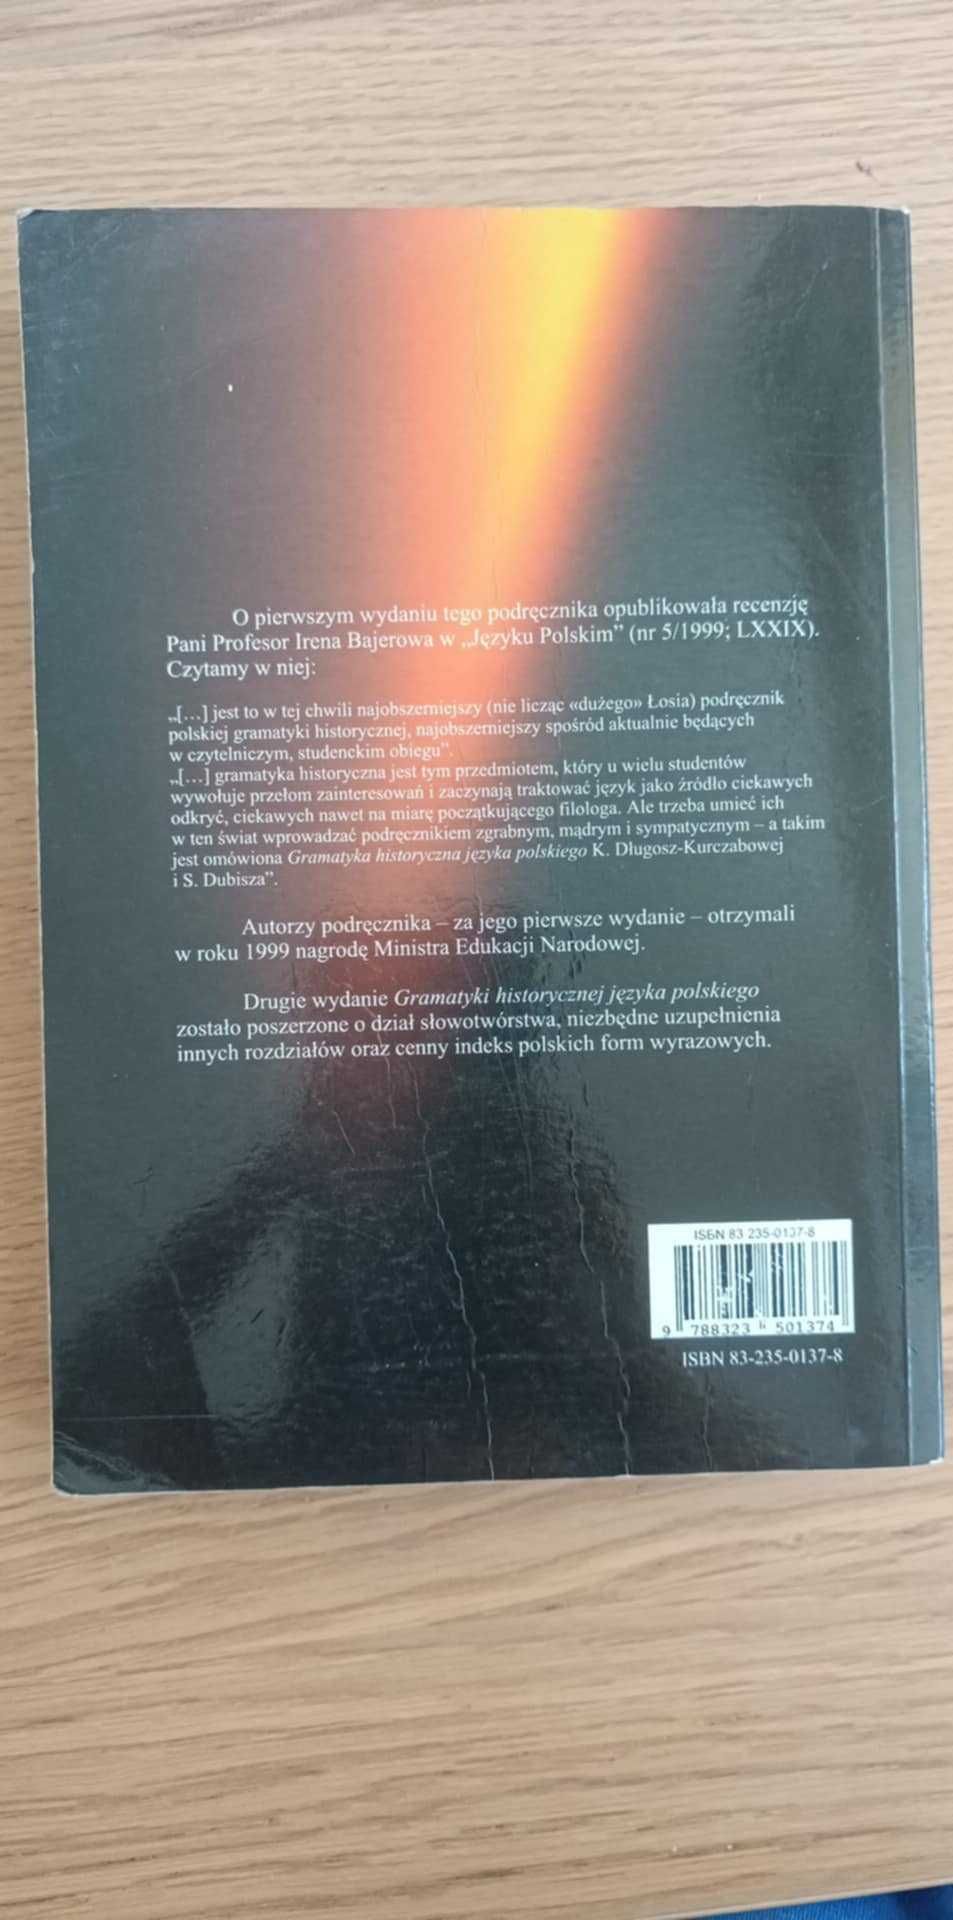 O pierwszym wydaniu tego podręcznika opublikowała recenzję
Pani Profesor Irena Bajerowa w „Języku Polskim” (nr 5/1999; LXXIX).
Czytamy w niej:
„[…] jest to w tej chwili najobszerniejszy (nie licząc «dużego» Łosia) podręcznik
polskiej gramatyki historycznej, najobszerniejszy spośród aktualnie będących
w czytelniczym, studenckim obiegu”.
„[…] gramatyka historyczna jest tym przedmiotem, który u wielu studentów
wywołuje przełom zainteresowań i zaczynają traktować język jako źródło ciekawych
odkryć, ciekawych nawet na miarę początkującego filologa. Ale trzeba umieć ich
w ten świat wprowadzać podręcznikiem zgrabnym, mądrym i sympatycznym – a takim
jest omówiona Gramatyka historyczna języka polskiego K. Długosz-Kurczabowej
i S. Dubisza”.
Autorzy podręcznika – za jego pierwsze wydanie – otrzymali
w roku 1999 nagrodę Ministra Edukacji Narodowej.
Drugie wydanie Gramatyki historycznej języka polskiego
zostało poszerzone o dział słowotwórstwa, niezbędne uzupełnienia
innych rozdziałów oraz cenny indeks polskich form wyrazowych.
ISBN 83-235-0137-8
9 788323 501374
ISBN 83-235-0137-8